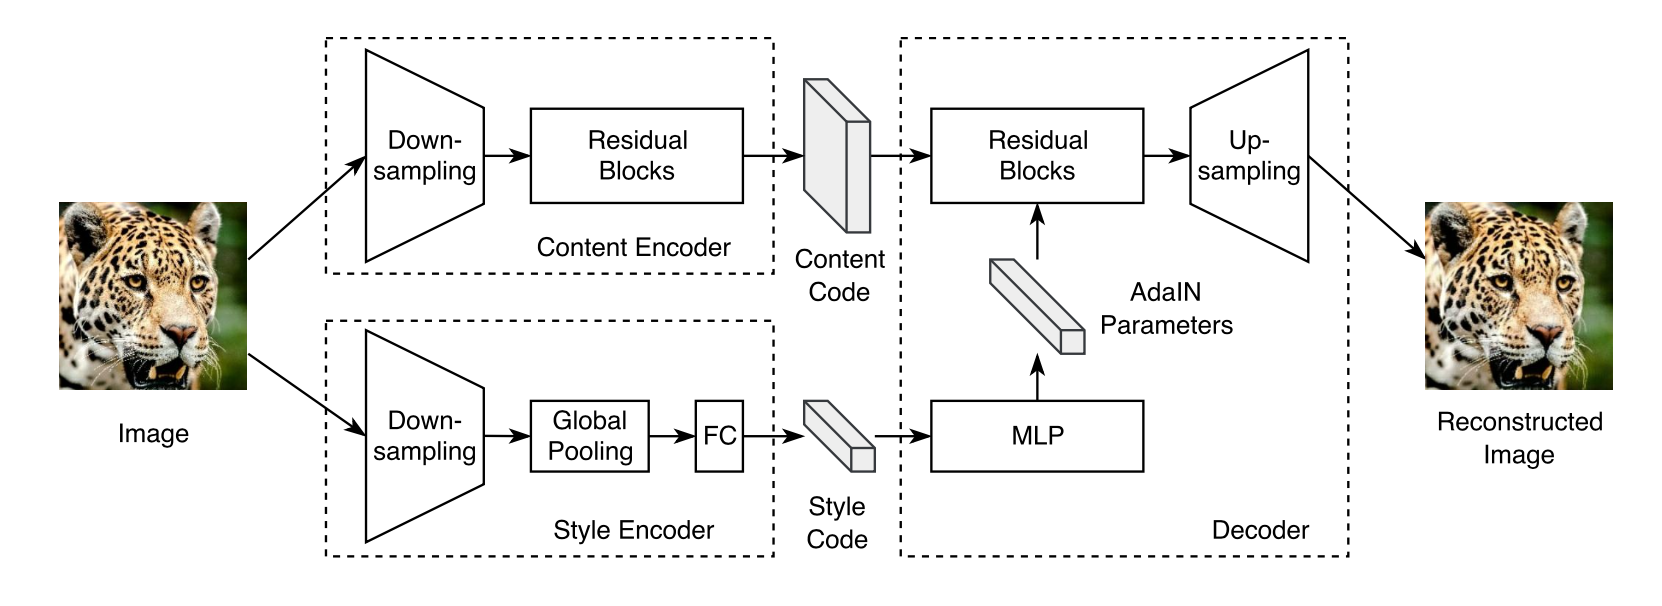 Down-
sampling
Residual
Blocks
Content Encoder
Content
Code
Residual
Blocks
Up-
sampling
AdaIN
Parameters
Image
Down-
sampling
Global
Pooling
FC
Style Encoder
Style
Code
MLP
Decoder
Reconstructed
Image